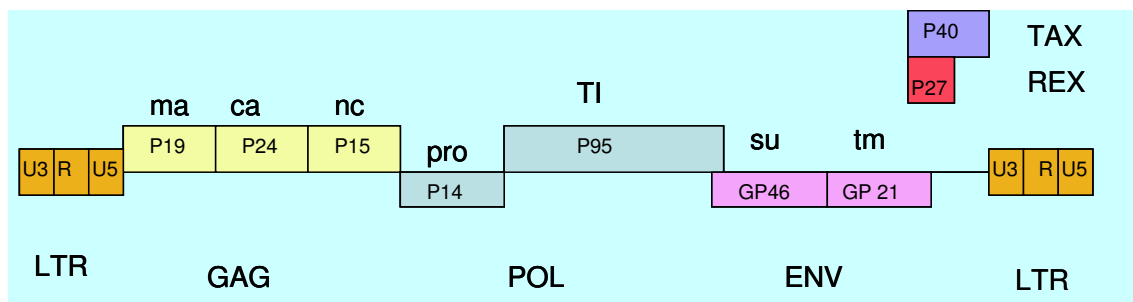 P40 TAX
P27 REX
TI
ma ca nc
P19 P24 P15 P95
pro su tm
U3 R U5 U3 R U5
P14 GP46 GP 21
LTR GAG POL ENV LTR